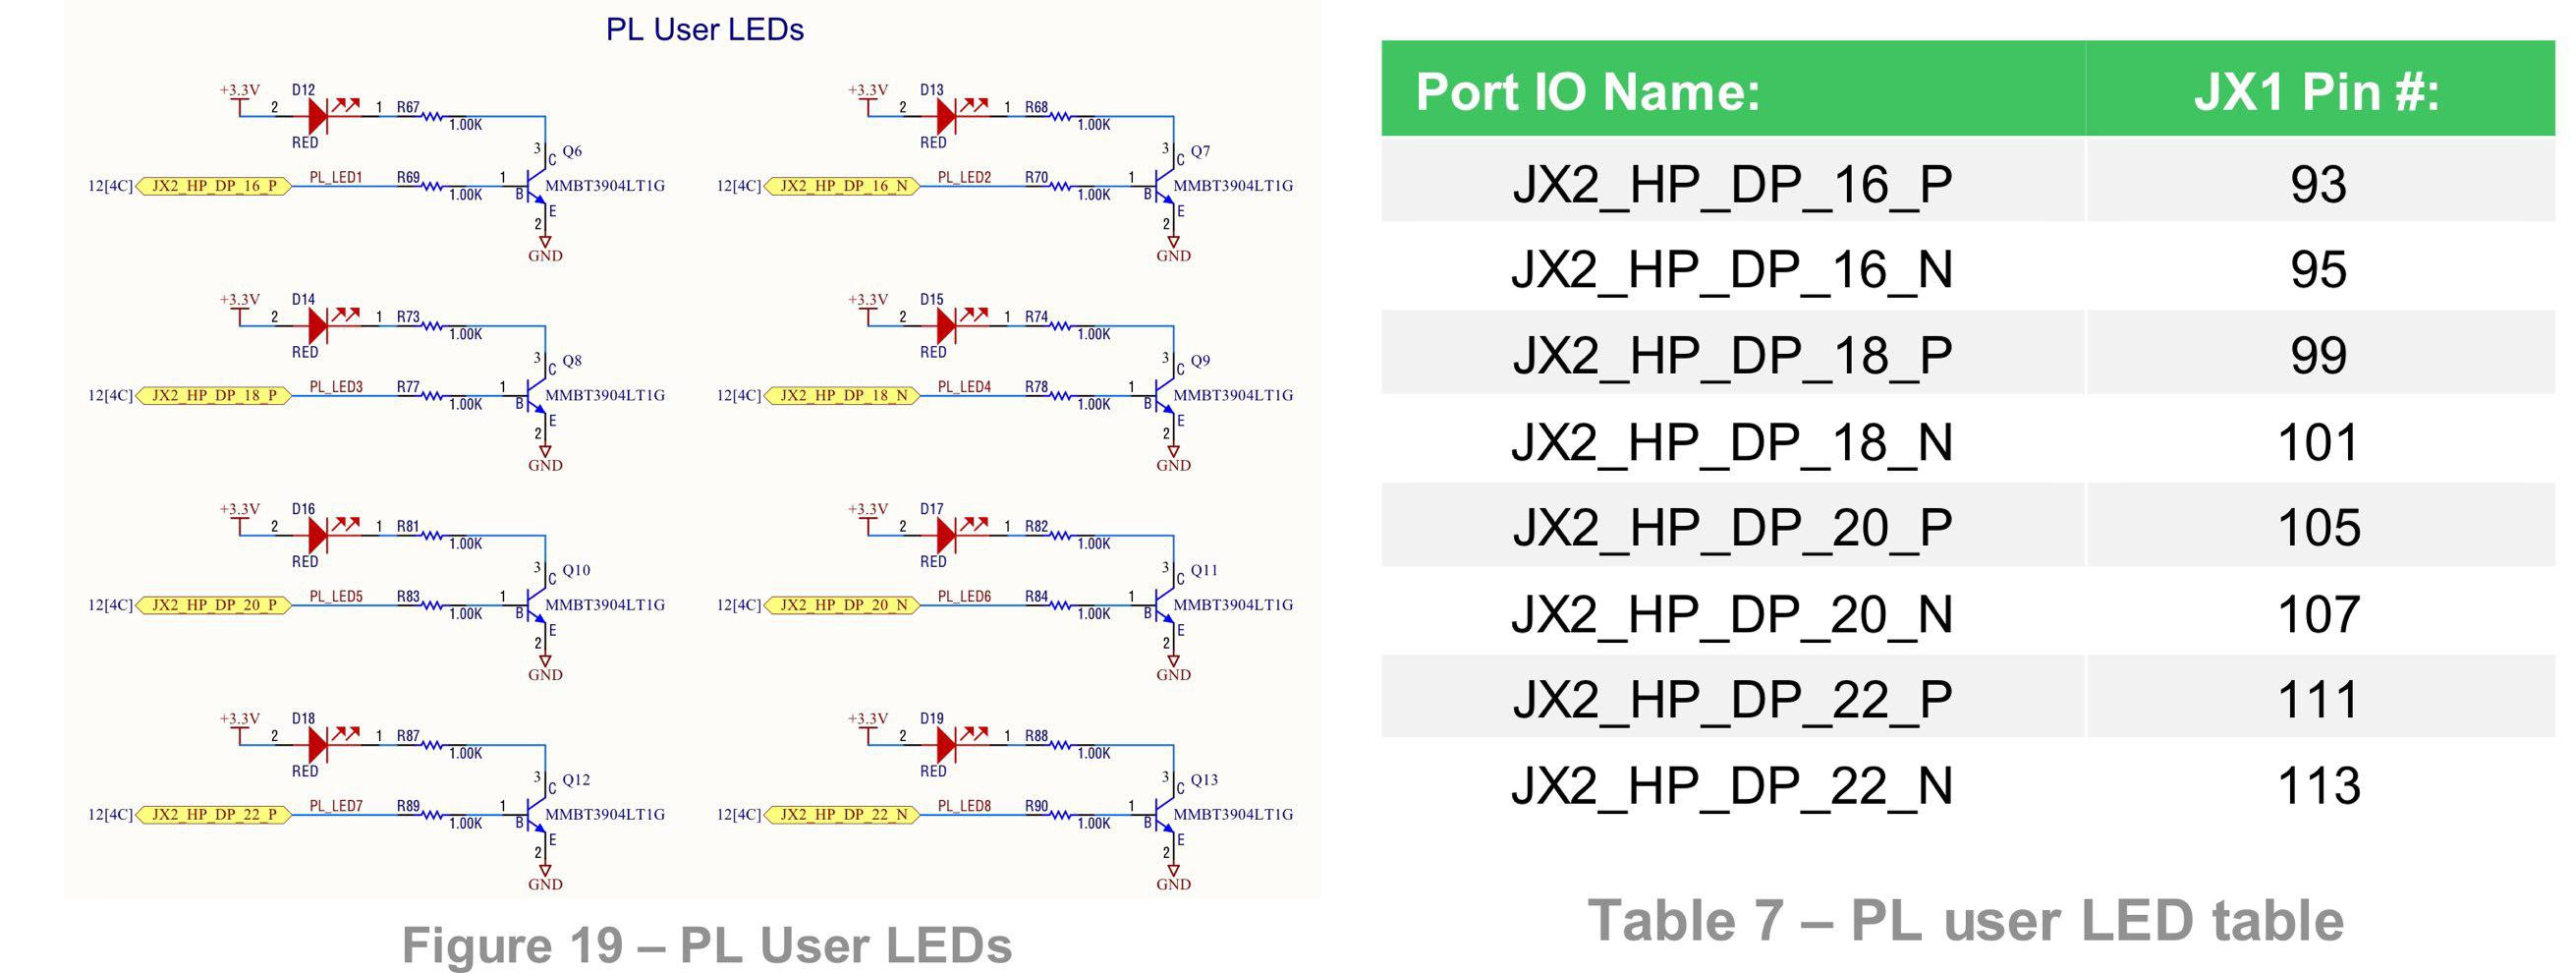 PL User LEDs
+3.3V 2 D12 1 R67 1.00K
RED
3 C Q6
12[4C] JX2_HP_DP_16_P PL_LED1 R69 1.00K 1 B MMBT3904LT1G
E
2
GND
+3.3V 2 D13 1 R68 1.00K
RED
3 C Q7
12[4C] JX2_HP_DP_16_N PL_LED2 R70 1.00K 1 B MMBT3904LT1G
E
2
GND
+3.3V 2 D14 1 R73 1.00K
RED
3 C Q8
12[4C] JX2_HP_DP_18_P PL_LED3 R77 1.00K 1 B MMBT3904LT1G
E
2
GND
+3.3V 2 D15 1 R74 1.00K
RED
3 C Q9
12[4C] JX2_HP_DP_18_N PL_LED4 R78 1.00K 1 B MMBT3904LT1G
E
2
GND
+3.3V 2 D16 1 R81 1.00K
RED
3 C Q10
12[4C] JX2_HP_DP_20_P PL_LED5 R83 1.00K 1 B MMBT3904LT1G
E
2
GND
+3.3V 2 D17 1 R82 1.00K
RED
3 C Q11
12[4C] JX2_HP_DP_20_N PL_LED6 R84 1.00K 1 B MMBT3904LT1G
E
2
GND
+3.3V 2 D18 1 R87 1.00K
RED
3 C Q12
12[4C] JX2_HP_DP_22_P PL_LED7 R89 1.00K 1 B MMBT3904LT1G
E
2
GND
+3.3V 2 D19 1 R88 1.00K
RED
3 C Q13
12[4C] JX2_HP_DP_22_N PL_LED8 R90 1.00K 1 B MMBT3904LT1G
E
2
GND
Figure 19 – PL User LEDs
Port IO Name: JX1 Pin #:
JX2_HP_DP_16_P 93
JX2_HP_DP_16_N 95
JX2_HP_DP_18_P 99
JX2_HP_DP_18_N 101
JX2_HP_DP_20_P 105
JX2_HP_DP_20_N 107
JX2_HP_DP_22_P 111
JX2_HP_DP_22_N 113
Table 7 – PL user LED table